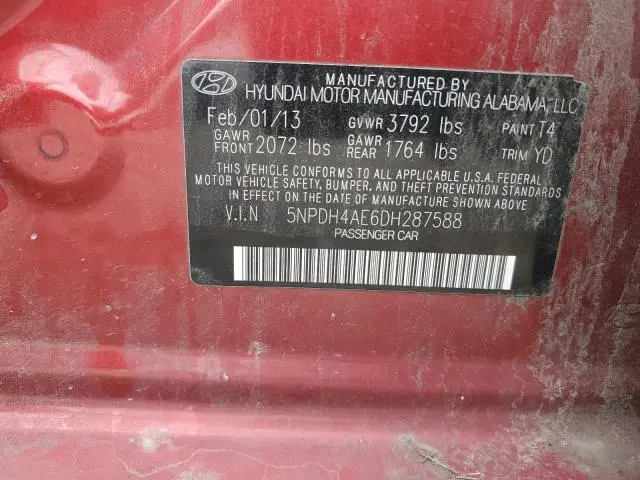 MANUFACTURED BY
HYUNDAI MOTOR MANUFACTURING ALABAMA, LLC
Feb/01/13 GVWR 3792 lbs PAINT T4
GAWR FRONT 2072 lbs GAWR REAR 1764 lbs TRIM YD
THIS VEHICLE CONFORMS TO ALL APPLICABLE U.S.A. FEDERAL
MOTOR VEHICLE SAFETY, BUMPER, AND THEFT PREVENTION STANDARDS
IN EFFECT ON THE DATE OF MANUFACTURE SHOWN ABOVE.
V.I.N 5NPDH4AE6DH287588
PASSENGER CAR